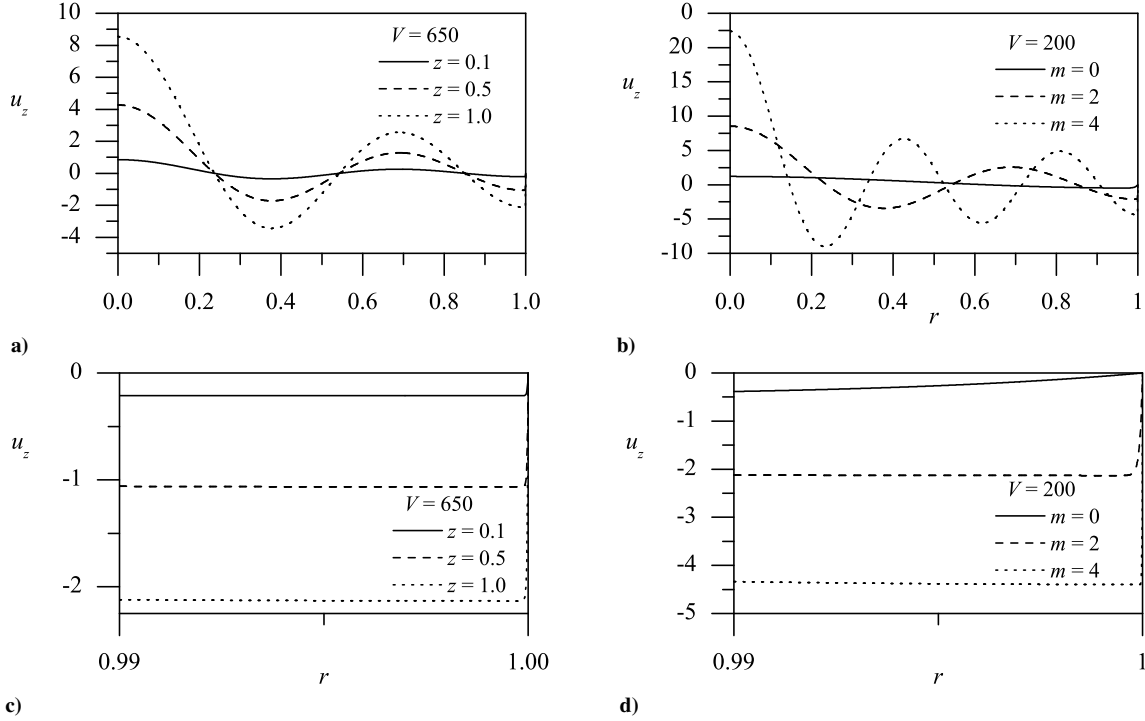 10
8
6
4
2
0
-2
-4
u_z
V = 650
z = 0.1
z = 0.5
z = 1.0
0.0 0.2 0.4 0.6 0.8 1.0
a)
0
20
15
10
5
0
-5
-10
u_z
V = 200
m = 0
m = 2
m = 4
0.0 0.2 0.4 0.6 0.8 1
r
b)
0
-1
-2
u_z
V = 650
z = 0.1
z = 0.5
z = 1.0
0.99 1.00
r
c)
0
-1
-2
-3
-4
-5
u_z
V = 200
m = 0
m = 2
m = 4
0.99 1
r
d)